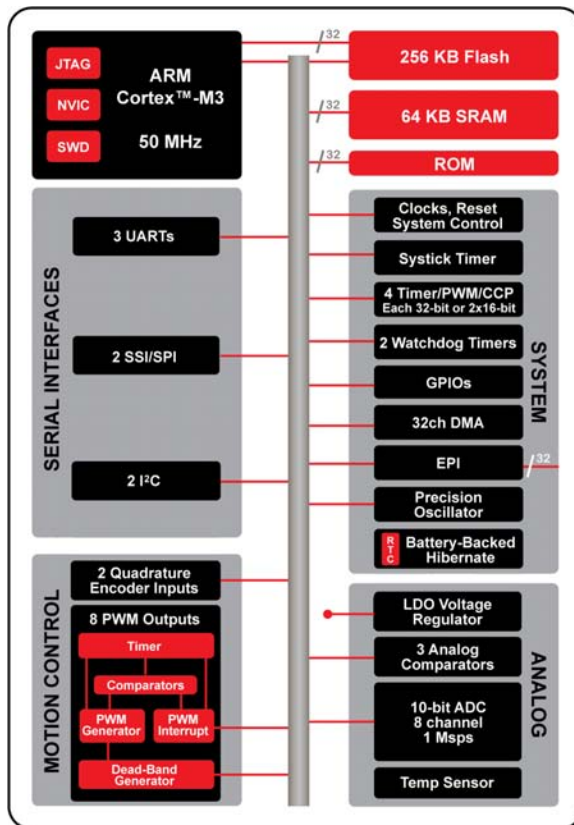 JTAG
NVIC
SWD
ARM
Cortex™-M3
50 MHz
32
256 KB Flash
32
64 KB SRAM
32
ROM
SERIAL INTERFACES
3 UARTs
2 SSI/SPI
2 I²C
SYSTEM
Clocks, Reset
System Control
Systick Timer
4 Timer/PWM/CCP
Each 32-bit or 2x16-bit
2 Watchdog Timers
GPIOs
32ch DMA
EPI
32
Precision
Oscillator
RTC
Battery-Backed
Hibernate
MOTION CONTROL
2 Quadrature
Encoder Inputs
8 PWM Outputs
Timer
Comparators
PWM
Generator
PWM
Interrupt
Dead-Band
Generator
ANALOG
LDO Voltage
Regulator
3 Analog
Comparators
10-bit ADC
8 channel
1 Msps
Temp Sensor